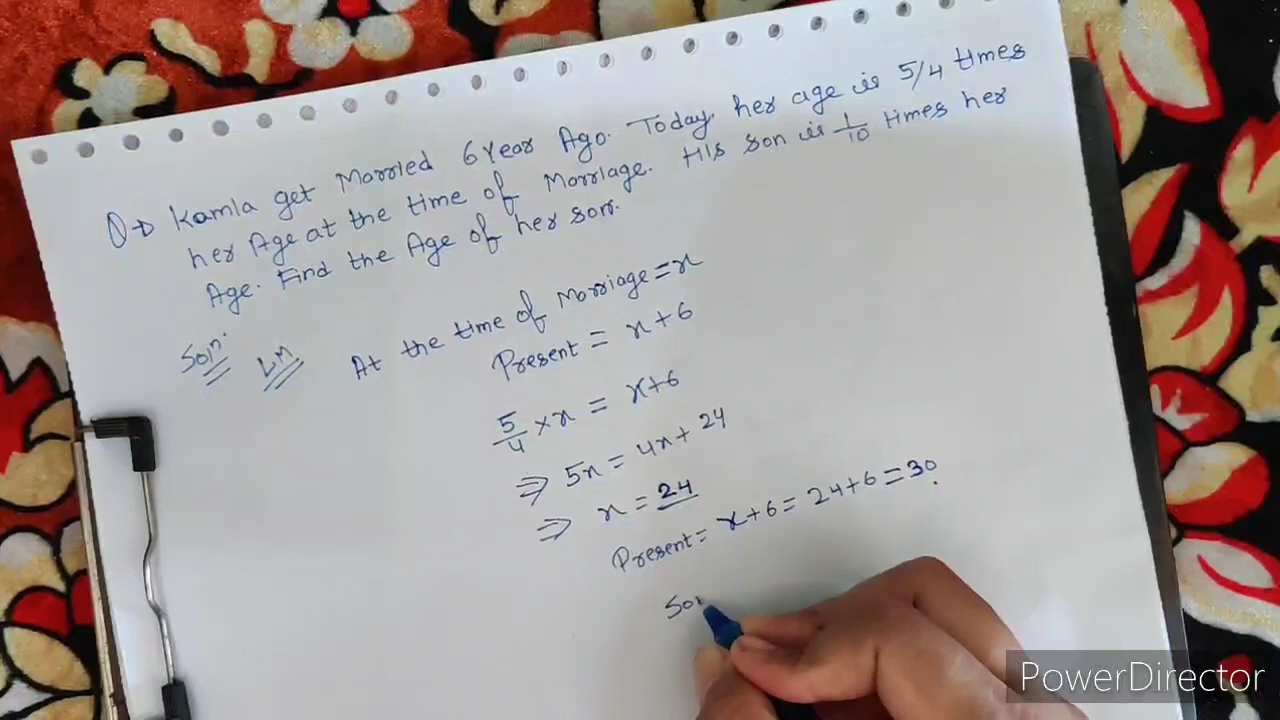 Q→ Kamla get Married 6 Year Ago. Today her age is 5/4 times
her Age at the time of Marriage. His son is 1/10 times her
Age. Find the Age of her son.
Soln:
LM At the time of Marriage = x
Present = x+6
5/4 × x = x+6
⇒ 5x = 4x + 24
⇒ x = 24
Present = x+6 = 24+6 = 30.
Son
PowerDirector